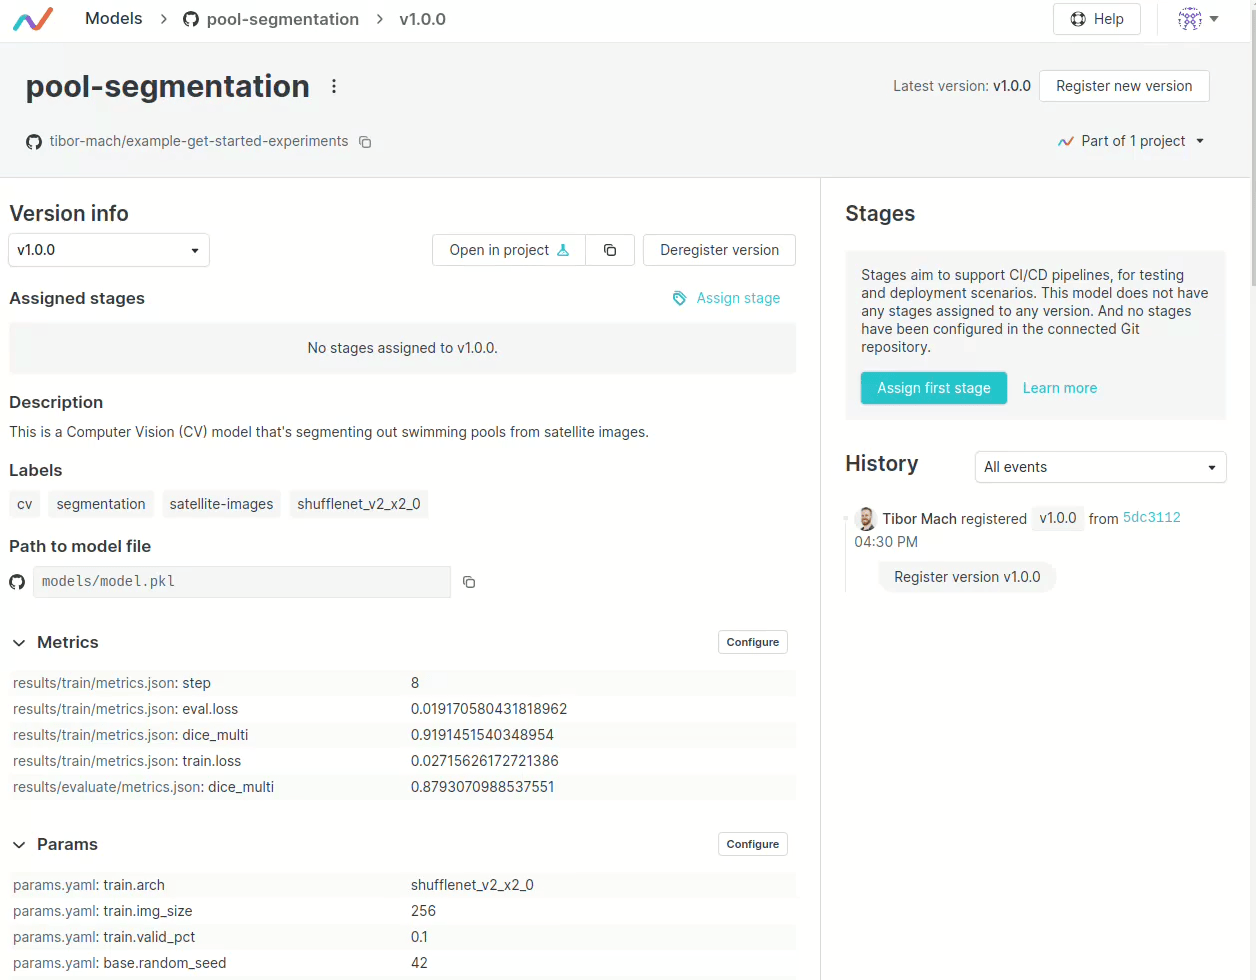 Models > pool-segmentation > v1.0.0
Help
pool-segmentation
Latest version: v1.0.0
Register new version
tibor-mach/example-get-started-experiments
Part of 1 project
Version info
v1.0.0
Open in project
Deregister version
Assigned stages
Assign stage
No stages assigned to v1.0.0.
Description
This is a Computer Vision (CV) model that's segmenting out swimming pools from satellite images.
Labels
cv segmentation satellite-images shufflenet_v2_x2_0
Path to model file
models/model.pkl
Metrics
Configure
results/train/metrics.json: step 8
results/train/metrics.json: eval.loss 0.019170580431818962
results/train/metrics.json: dice_multi 0.9191451540348954
results/train/metrics.json: train.loss 0.02715626172721386
results/evaluate/metrics.json: dice_multi 0.8793070988537551
Params
Configure
params.yaml: train.arch shufflenet_v2_x2_0
params.yaml: train.img_size 256
params.yaml: train.valid_pct 0.1
params.yaml: base.random_seed 42
Stages
Stages aim to support CI/CD pipelines, for testing
and deployment scenarios. This model does not have
any stages assigned to any version. And no stages
have been configured in the connected Git
repository.
Assign first stage
Learn more
History
All events
Tibor Mach registered v1.0.0 from 5dc3112
04:30 PM
Register version v1.0.0